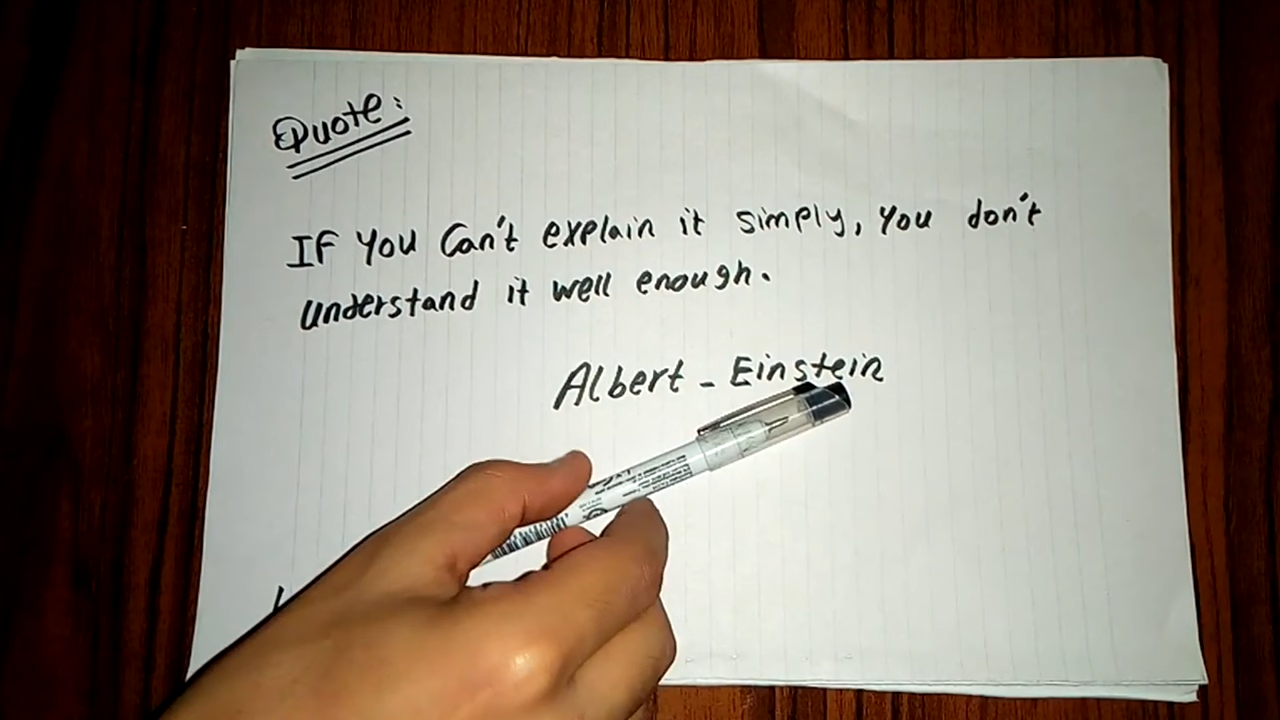 Quote:
If you can't explain it simply, you don't
understand it well enough.
Albert - Einstein